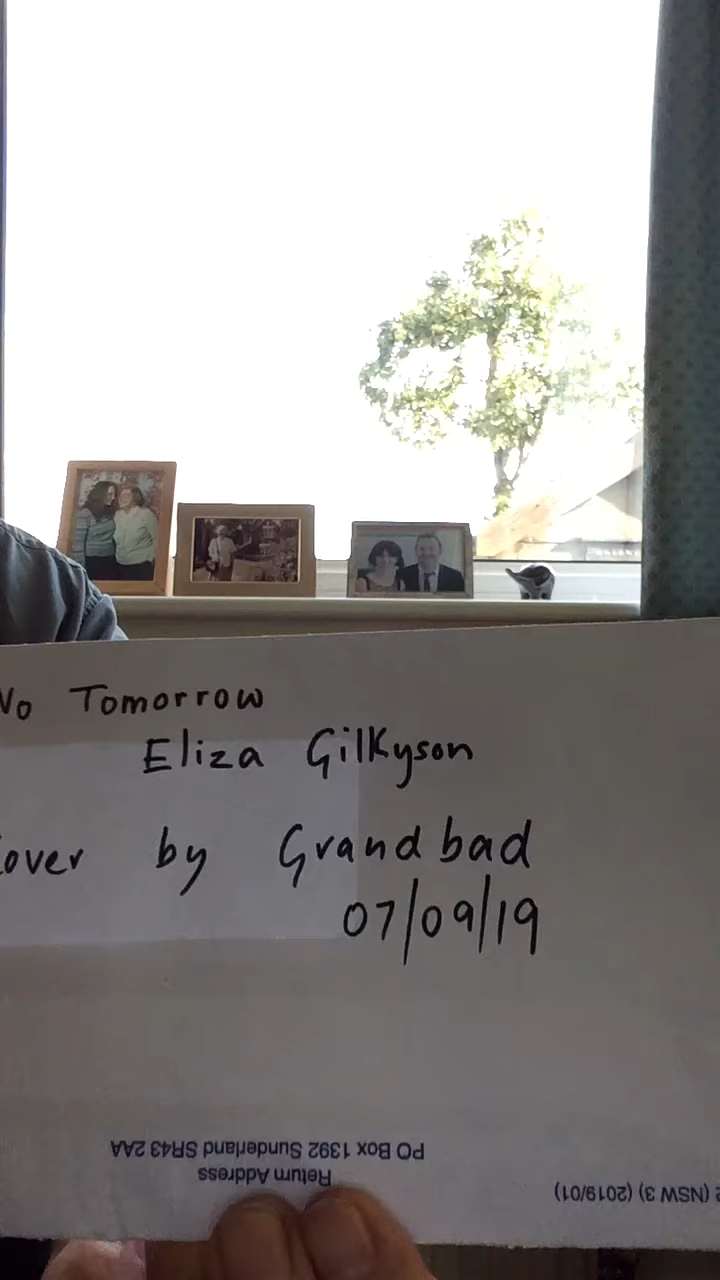 No Tomorrow
Eliza Gilkyson
Cover by Grandbad
07/09/19
Return Address
PO Box 1392 Sunderland SR43 2AA
(NSW 3) (2019/01)